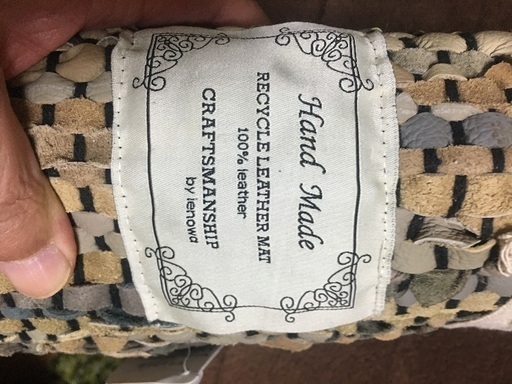 Hand Made
RECYCLE LEATHER MAT
100% leather
CRAFTSMANSHIP
by ienowa